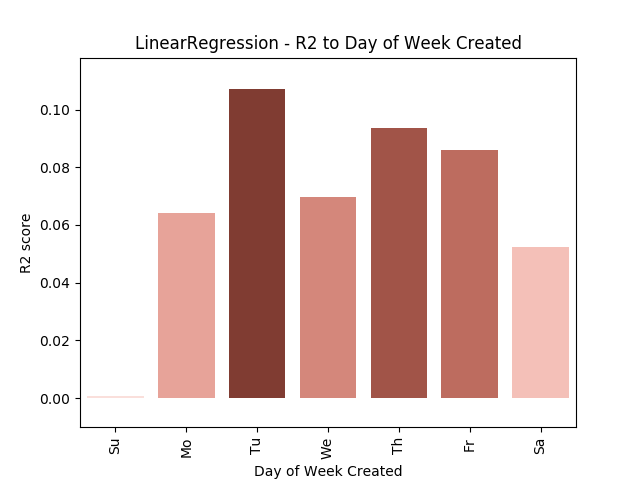 LinearRegression - R2 to Day of Week Created
0.10
0.08
0.06
0.04
0.02
0.00
R2 score
Su Mo Tu We Th Fr Sa
Day of Week Created